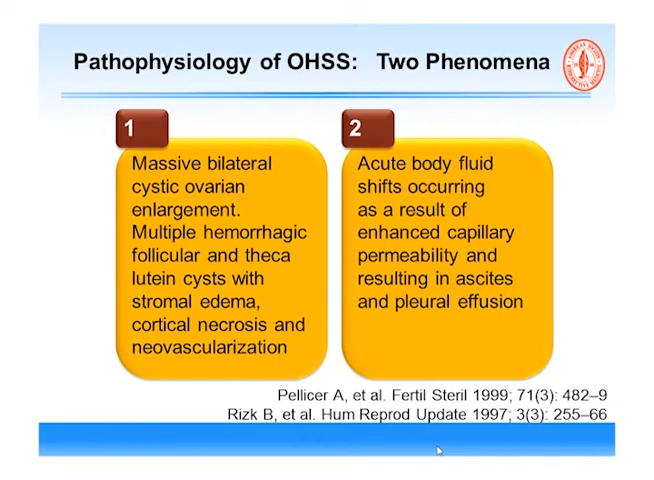 Pathophysiology of OHSS: Two Phenomena
1
Massive bilateral
cystic ovarian
enlargement.
Multiple hemorrhagic
follicular and theca
lutein cysts with
stromal edema,
cortical necrosis and
neovascularization
2
Acute body fluid
shifts occurring
as a result of
enhanced capillary
permeability and
resulting in ascites
and pleural effusion
Pellicer A, et al. Fertil Steril 1999; 71(3): 482–9
Rizk B, et al. Hum Reprod Update 1997; 3(3): 255–66